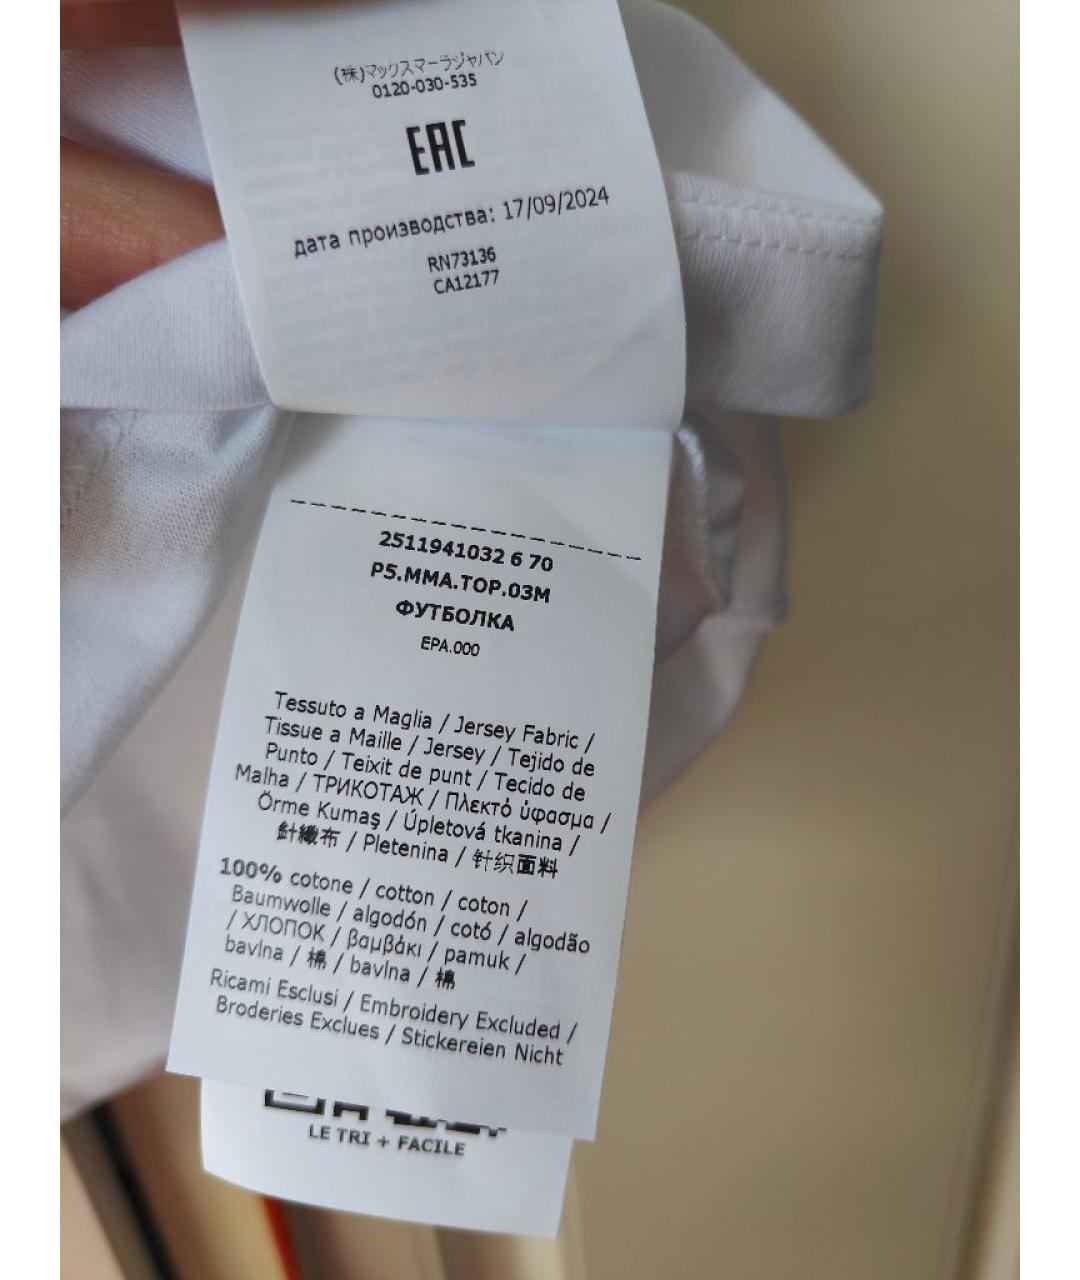 (株)マックスマーラジャパン
0120-030-535
EAC
дата производства: 17/09/2024
RN73136
CA12177
2511941032 6 70
P5.MMA.TOP.03M
ФУТБОЛКА
EPA.000
Tessuto a Maglia / Jersey Fabric /
Tissue a Maille / Jersey / Tejido de
Punto / Teixit de punt / Tecido de
Malha / ТРИКОТАЖ / Πλεκτό ύφασμα /
Örme Kumaş / Úpletová tkanina /
針織布 / Pletenina / 针织面料
100% cotone / cotton / coton /
Baumwolle / algodón / cotó / algodão
/ ХЛОПОК / βαμβάκι / pamuk /
bavlna / 棉 / bavlna / 棉
Ricami Esclusi / Embroidery Excluded /
Broderies Exclues / Stickereien Nicht
LE TRI + FACILE